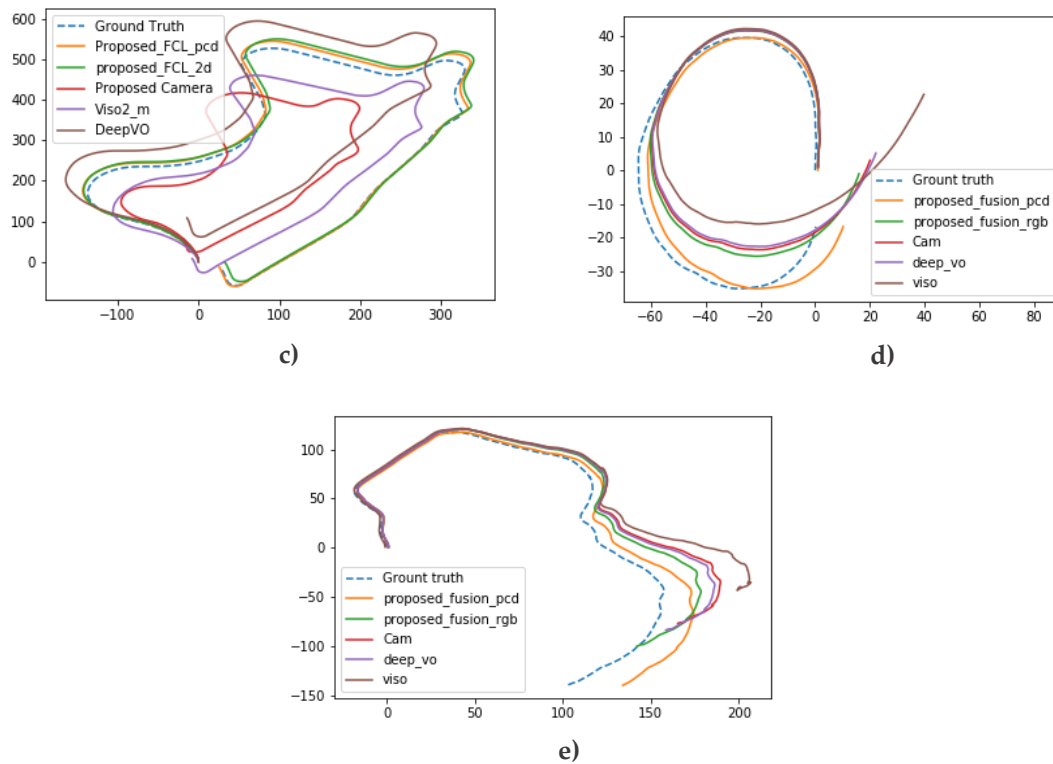 600
500
400
300
200
100
0
−100 0 100 200 300
Ground Truth
Proposed_FCL_pcd
proposed_FCL_2d
Proposed Camera
Viso2_m
DeepVO
c)
40
30
20
10
0
−10
−20
−30
−60 −40 −20 0 20 40 60 80
Grount truth
proposed_fusion_pcd
proposed_fusion_rgb
Cam
deep_vo
viso
d)
100
50
0
−50
−100
−150
0 50 100 150 200
Grount truth
proposed_fusion_pcd
proposed_fusion_rgb
Cam
deep_vo
viso
e)